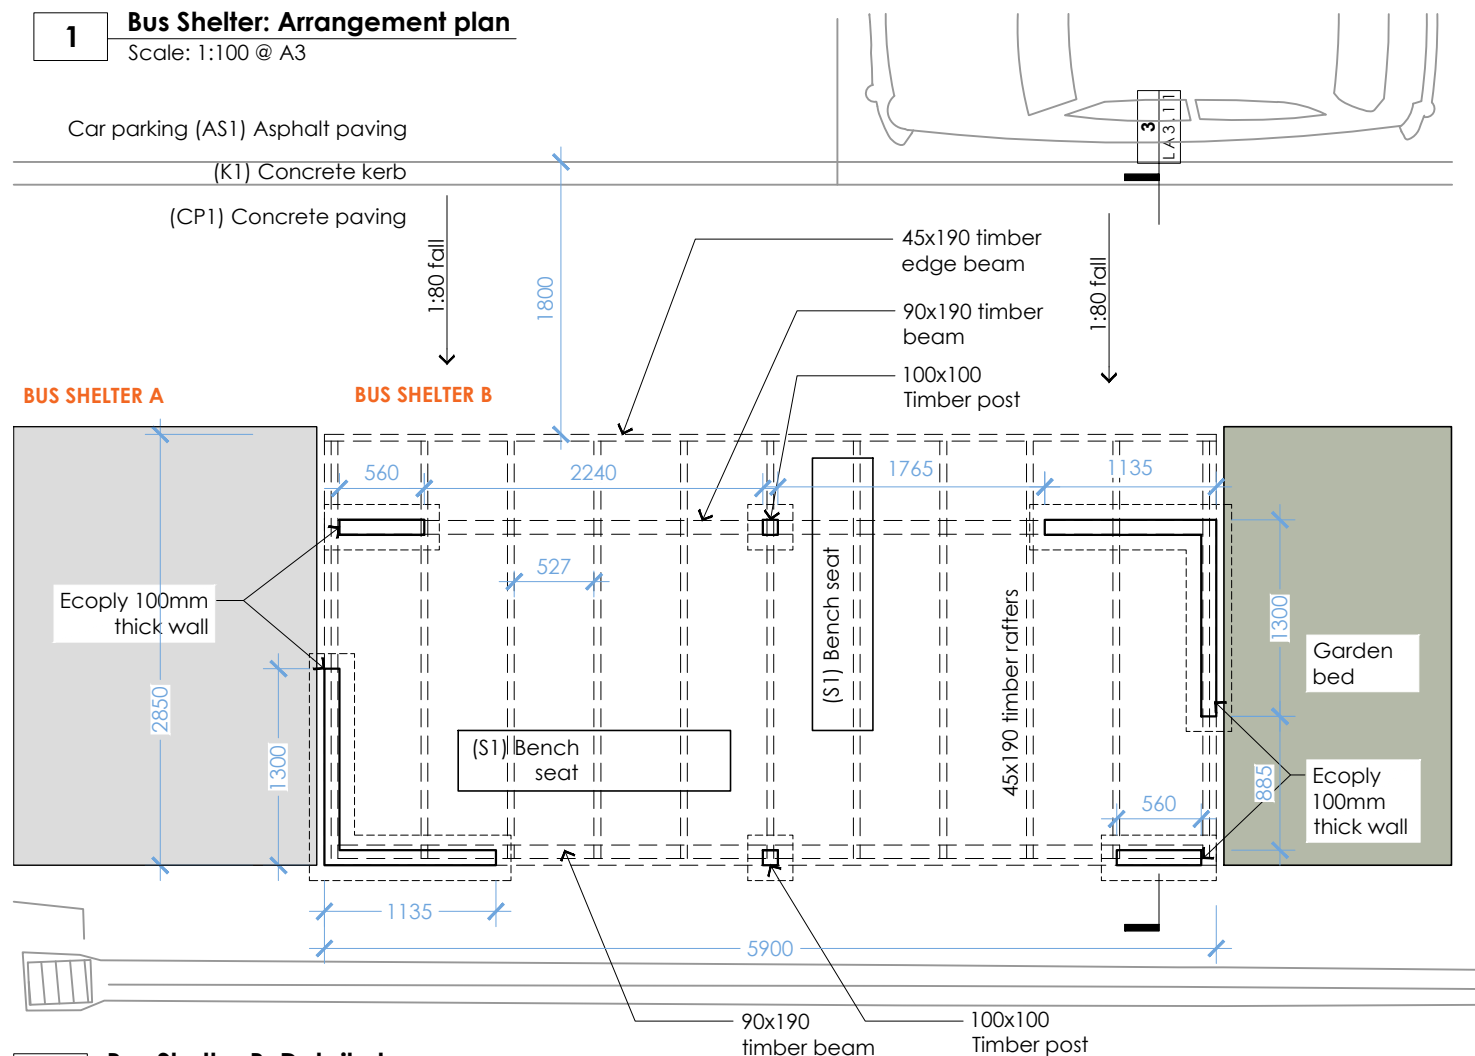 1
Bus Shelter: Arrangement plan
Scale: 1:100 @ A3
Car parking (AS1) Asphalt paving
(K1) Concrete kerb
(CP1) Concrete paving
3
LA3.11
1:80 fall
1800
45x190 timber
edge beam
90x190 timber
beam
100x100
Timber post
1:80 fall
BUS SHELTER A
BUS SHELTER B
560
2240
1765
1135
527
Ecoply 100mm
thick wall
(S1) Bench seat
45x190 timber rafters
1300
Garden
bed
2850
1300
(S1) Bench
seat
885
560
Ecoply
100mm
thick wall
1135
5900
90x190
timber beam
100x100
Timber post